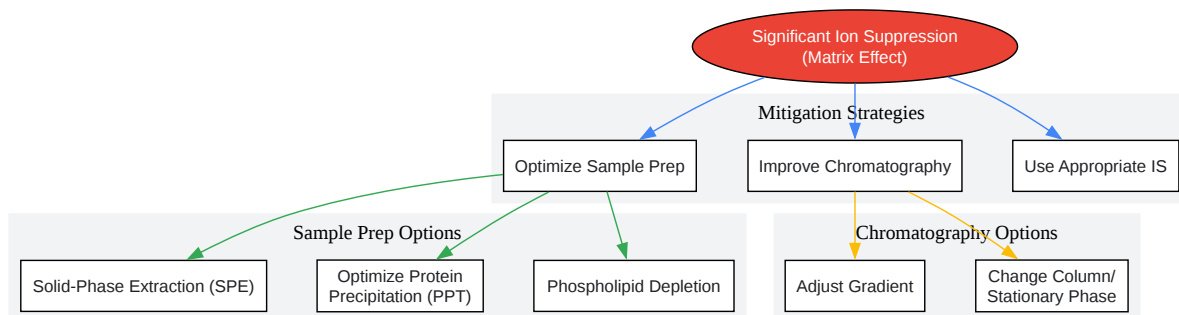 Significant Ion Suppression
(Matrix Effect)
Mitigation Strategies
Optimize Sample Prep
Improve Chromatography
Use Appropriate IS
Sample Prep Options
Chromatography Options
Solid-Phase Extraction (SPE)
Optimize Protein
Precipitation (PPT)
Phospholipid Depletion
Adjust Gradient
Change Column/
Stationary Phase